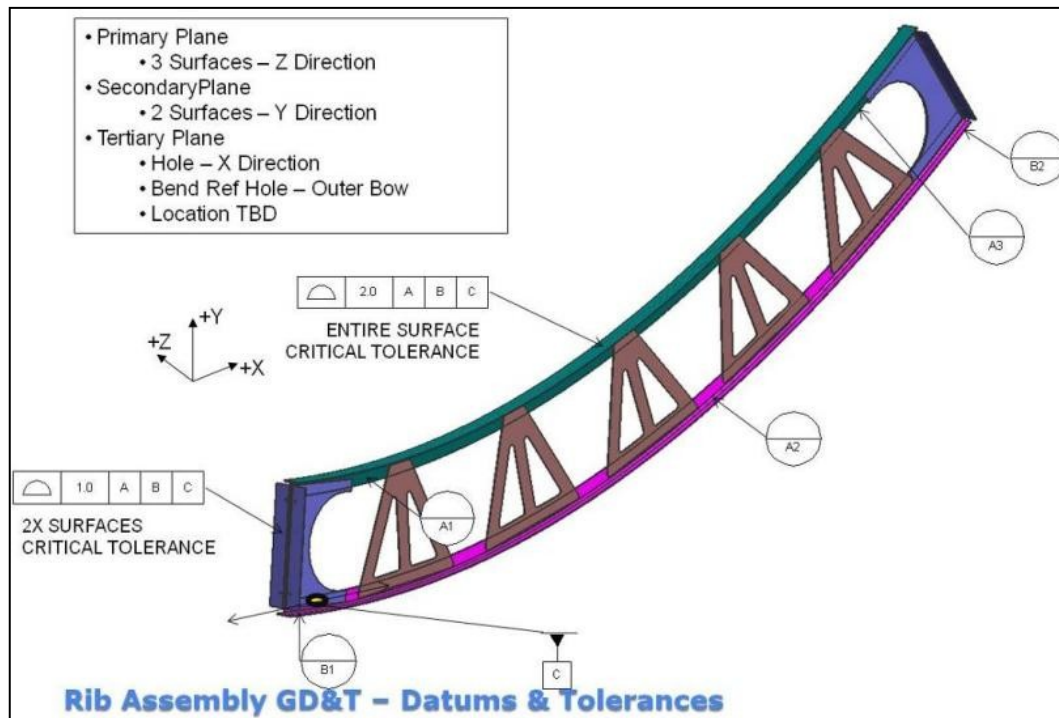 • Primary Plane
• 3 Surfaces – Z Direction
• SecondaryPlane
• 2 Surfaces – Y Direction
• Tertiary Plane
• Hole – X Direction
• Bend Ref Hole – Outer Bow
• Location TBD
B2
A3
2.0 A B C
ENTIRE SURFACE
CRITICAL TOLERANCE
+Y
+Z
+X
A2
1.0 A B C
2X SURFACES
CRITICAL TOLERANCE
A1
B1
C
Rib Assembly GD&T – Datums & Tolerances